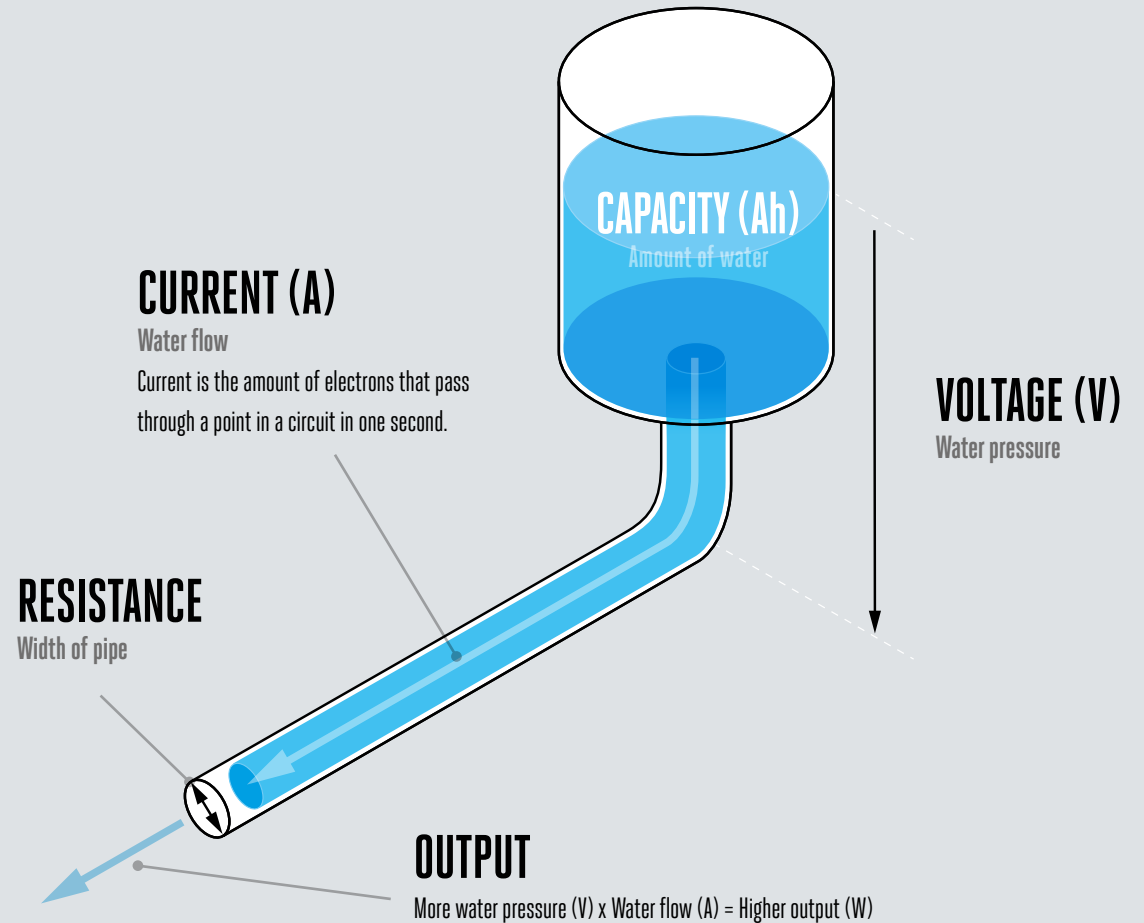 CAPACITY (Ah)
Amount of water
CURRENT (A)
Water flow
Current is the amount of electrons that pass
through a point in a circuit in one second.
VOLTAGE (V)
Water pressure
RESISTANCE
Width of pipe
OUTPUT
More water pressure (V) x Water flow (A) = Higher output (W)